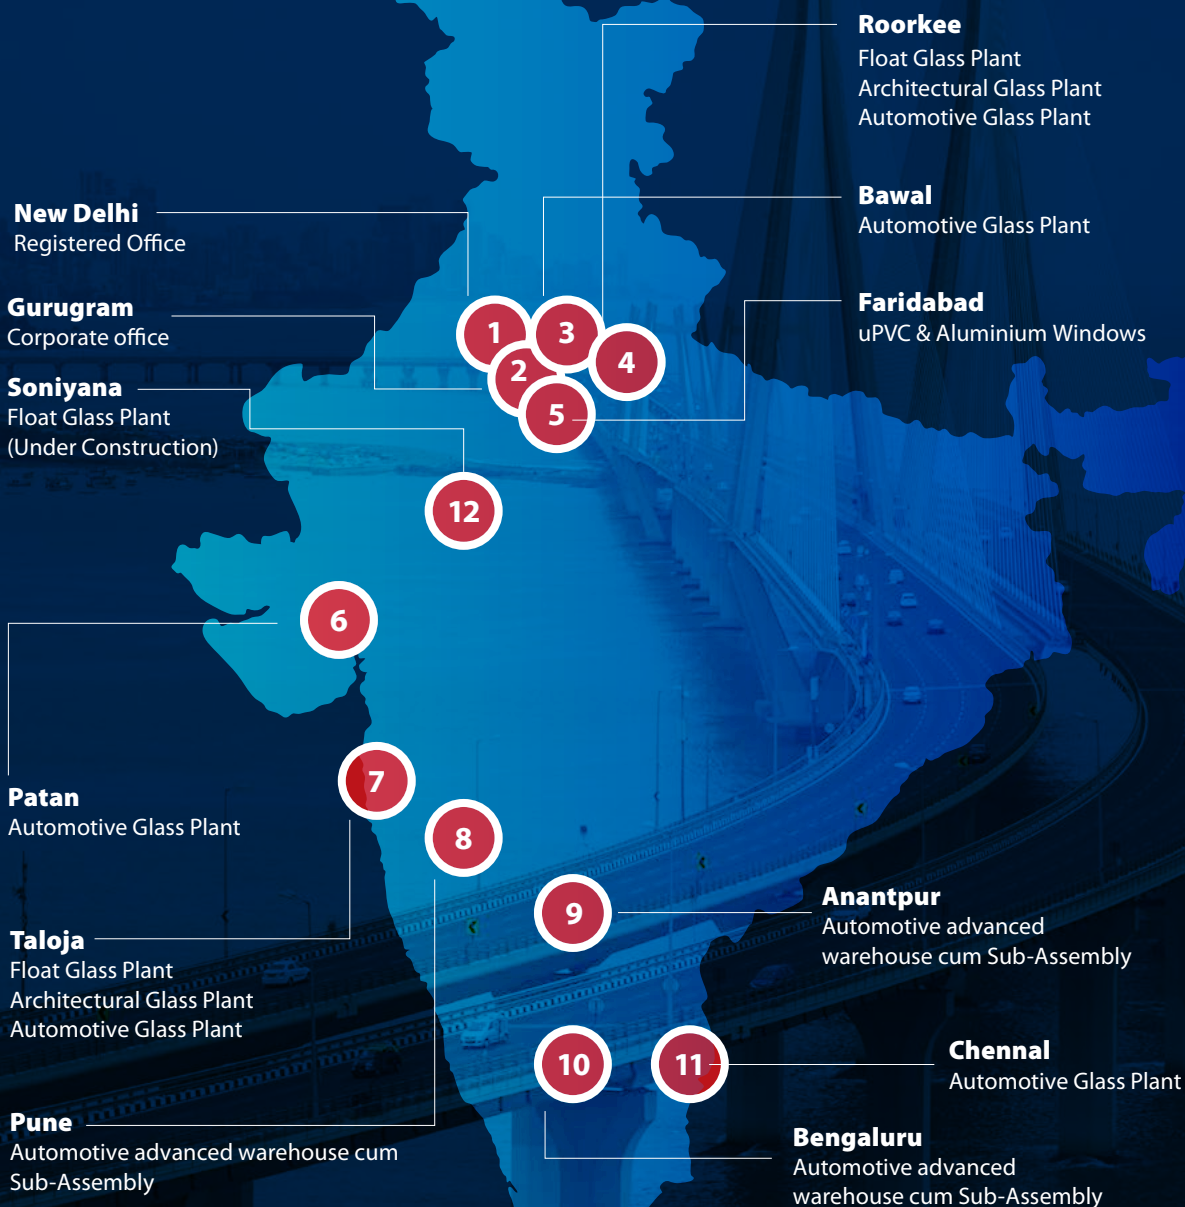 Roorkee
Float Glass Plant
Architectural Glass Plant
Automotive Glass Plant
New Delhi
Registered Office
Bawal
Automotive Glass Plant
Gurugram
Corporate office
Faridabad
uPVC & Aluminium Windows
Soniyana
Float Glass Plant
(Under Construction)
1
3
2
4
5
12
6
7
8
9
10
11
Patan
Automotive Glass Plant
Taloja
Float Glass Plant
Architectural Glass Plant
Automotive Glass Plant
Pune
Automotive advanced warehouse cum
Sub-Assembly
Anantpur
Automotive advanced
warehouse cum Sub-Assembly
Chennal
Automotive Glass Plant
Bengaluru
Automotive advanced
warehouse cum Sub-Assembly